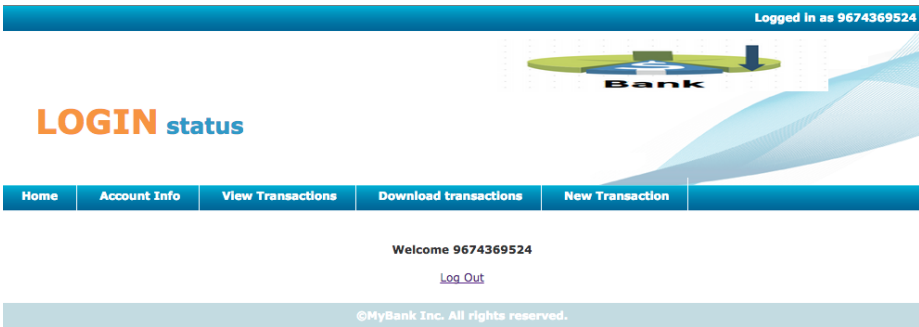 Logged in as 9674369524
Bank
LOGIN status
Home Account Info View Transactions Download transactions New Transaction
Welcome 9674369524
Log Out
©MyBank Inc. All rights reserved.